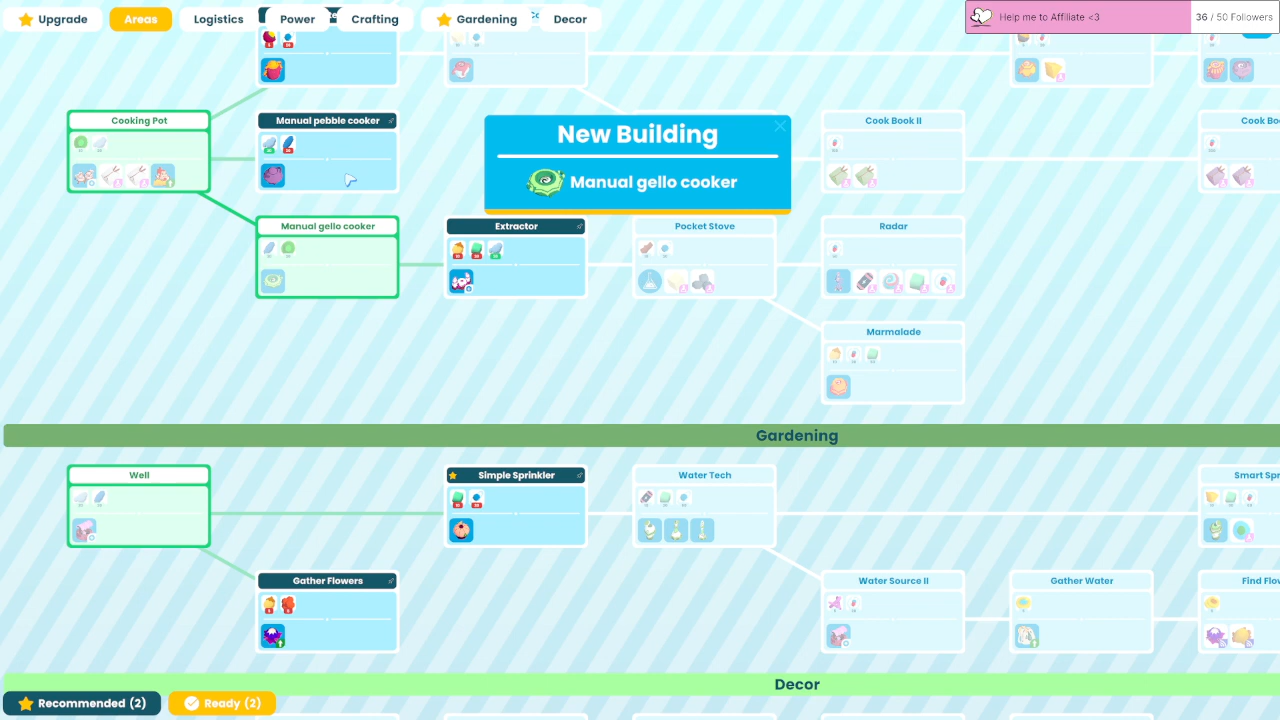 Upgrade
Areas
Logistics
Power
Crafting
Gardening
Decor
Help me to Affiliate <3
36 / 50 Followers
Cooking Pot
Manual pebble cooker
New Building
Manual gello cooker
Cook Book II
Cook Bo
Manual gello cooker
Extractor
Pocket Stove
Radar
Marmalade
Gardening
Well
Simple Sprinkler
Water Tech
Smart Spr
Gather Flowers
Water Source II
Gather Water
Find Flow
Decor
Recommended (2)
Ready (2)